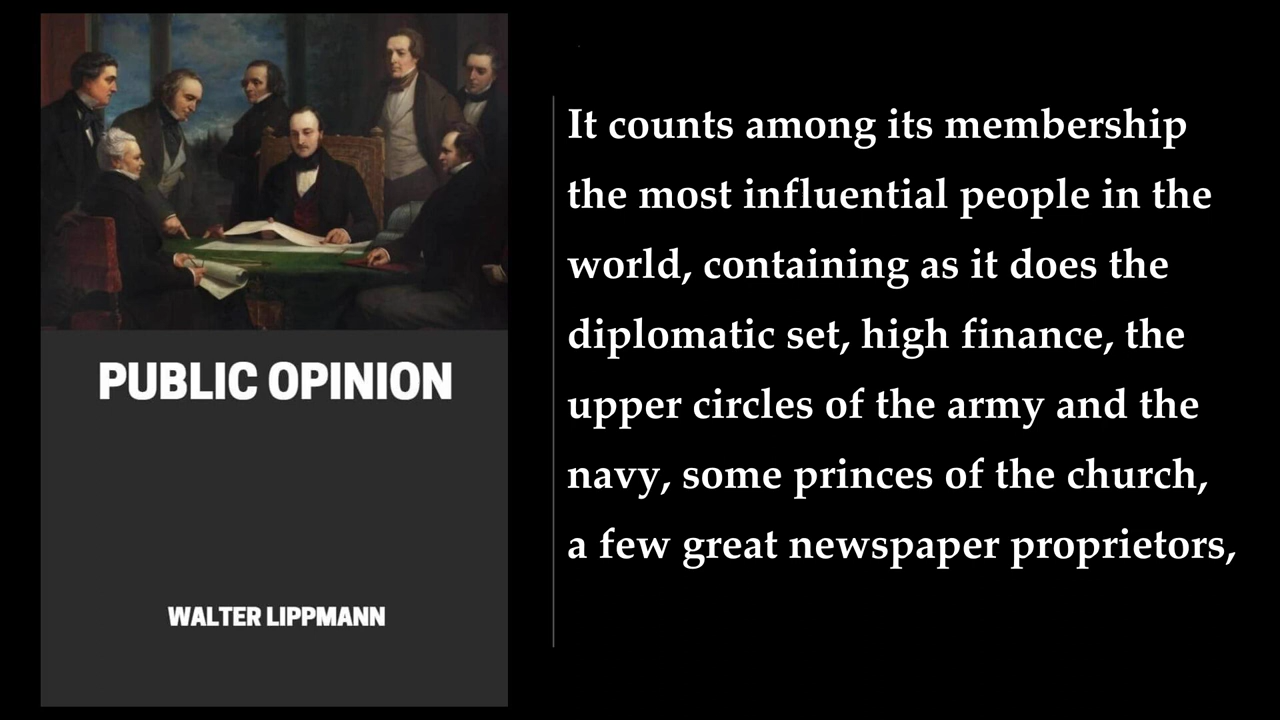 PUBLIC OPINION
WALTER LIPPMANN
It counts among its membership
the most influential people in the
world, containing as it does the
diplomatic set, high finance, the
upper circles of the army and the
navy, some princes of the church,
a few great newspaper proprietors,